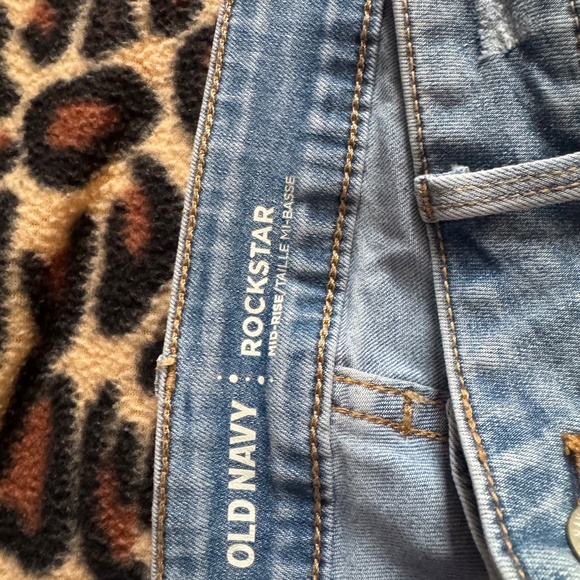 OLD NAVY
ROCKSTAR
MID-RISE/TAILLE MI-BASSE